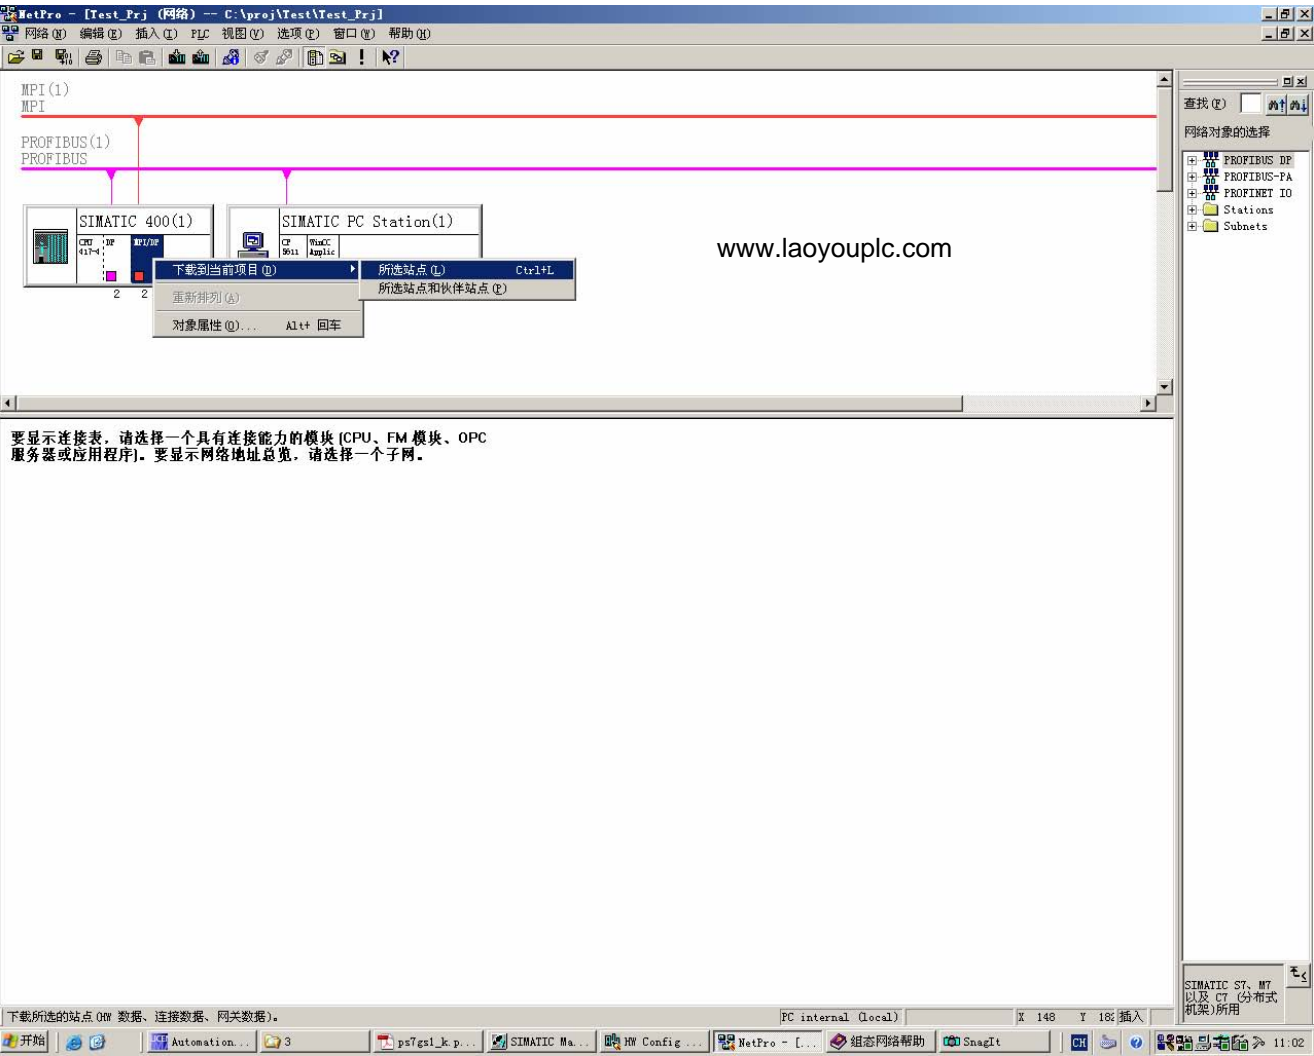 NetPro - [Test_Prj (网络) -- C:\proj\Test\Test_Prj]
网络(N) 编辑(E) 插入(I) PLC 视图(V) 选项(P) 窗口(W) 帮助(H)
MPI(1)
MPI
PROFIBUS(1)
PROFIBUS
SIMATIC 400(1)
CPU 417-4
DP
MPI/DP
2 2
SIMATIC PC Station(1)
CP 5611
WinCC Applic
www.laoyouplc.com
下载到当前项目(D)
重新排列(A)
对象属性(O)... Alt+ 回车
所选站点(L) Ctrl+L
所选站点和伙伴站点(P)
查找(F)
网络对象的选择
PROFIBUS DP
PROFIBUS-PA
PROFINET IO
Stations
Subnets
要显示连接表，请选择一个具有连接能力的模块 (CPU、FM 模块、OPC
服务器或应用程序)。要显示网络地址总览，请选择一个子网。
SIMATIC S7、M7
以及 C7 (分布式
机架)所用
下载所选的站点(HW 数据、连接数据、网关数据)。
PC internal (local)
X 148 Y 182
插入
开始
Automation...
3
ps7gs1_k.p...
SIMATIC Ma...
HW Config ...
NetPro - [...
组态网络帮助
SnagIt
CH
11:02